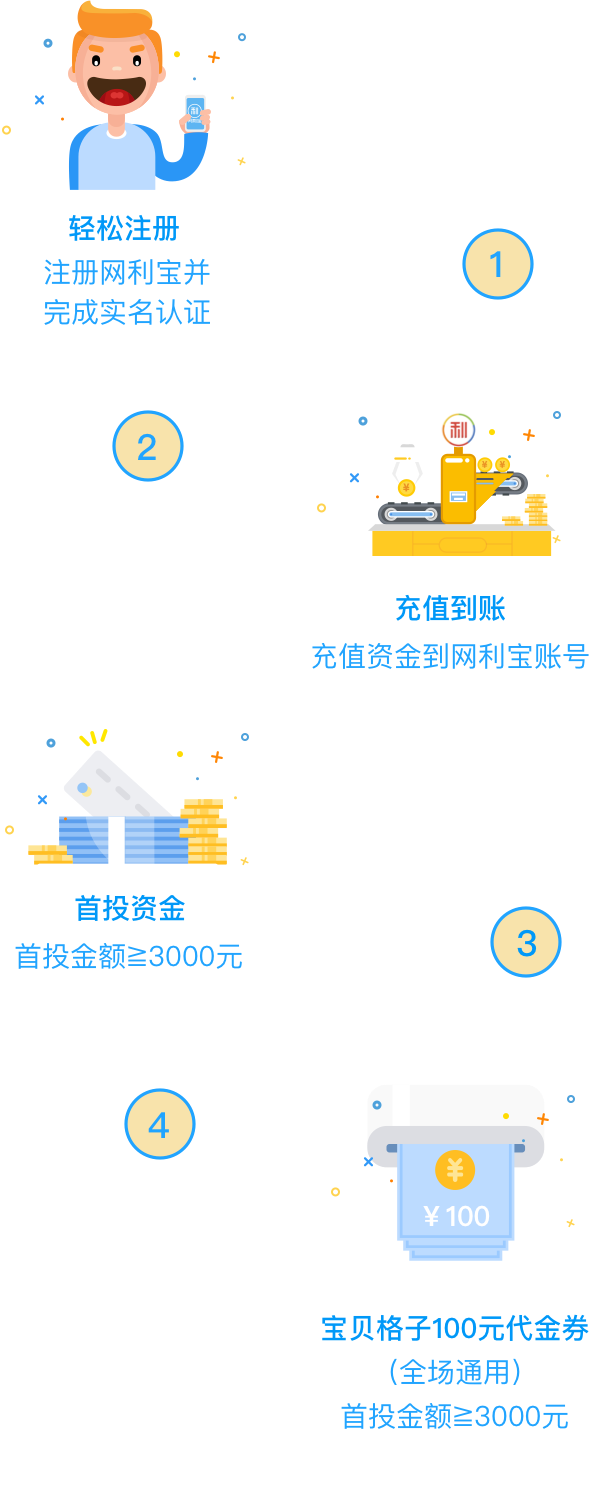 轻松注册
注册网利宝并
完成实名认证
1
2
利
充值到账
充值资金到网利宝账号
首投资金
首投金额≧3000元
3
4
¥
¥ 100
宝贝格子100元代金券
（全场通用）
首投金额≧3000元